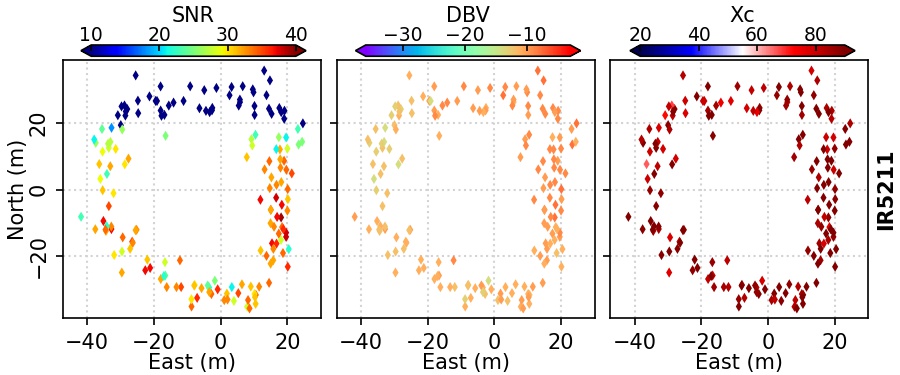 SNR DBV Xc
10 20 30 40 −30 −20 −10 20 40 60 80
20
0
−20
North (m)
−40 −20 0 20 −40 −20 0 20 −40 −20 0 20
East (m) East (m) East (m)
IR5211